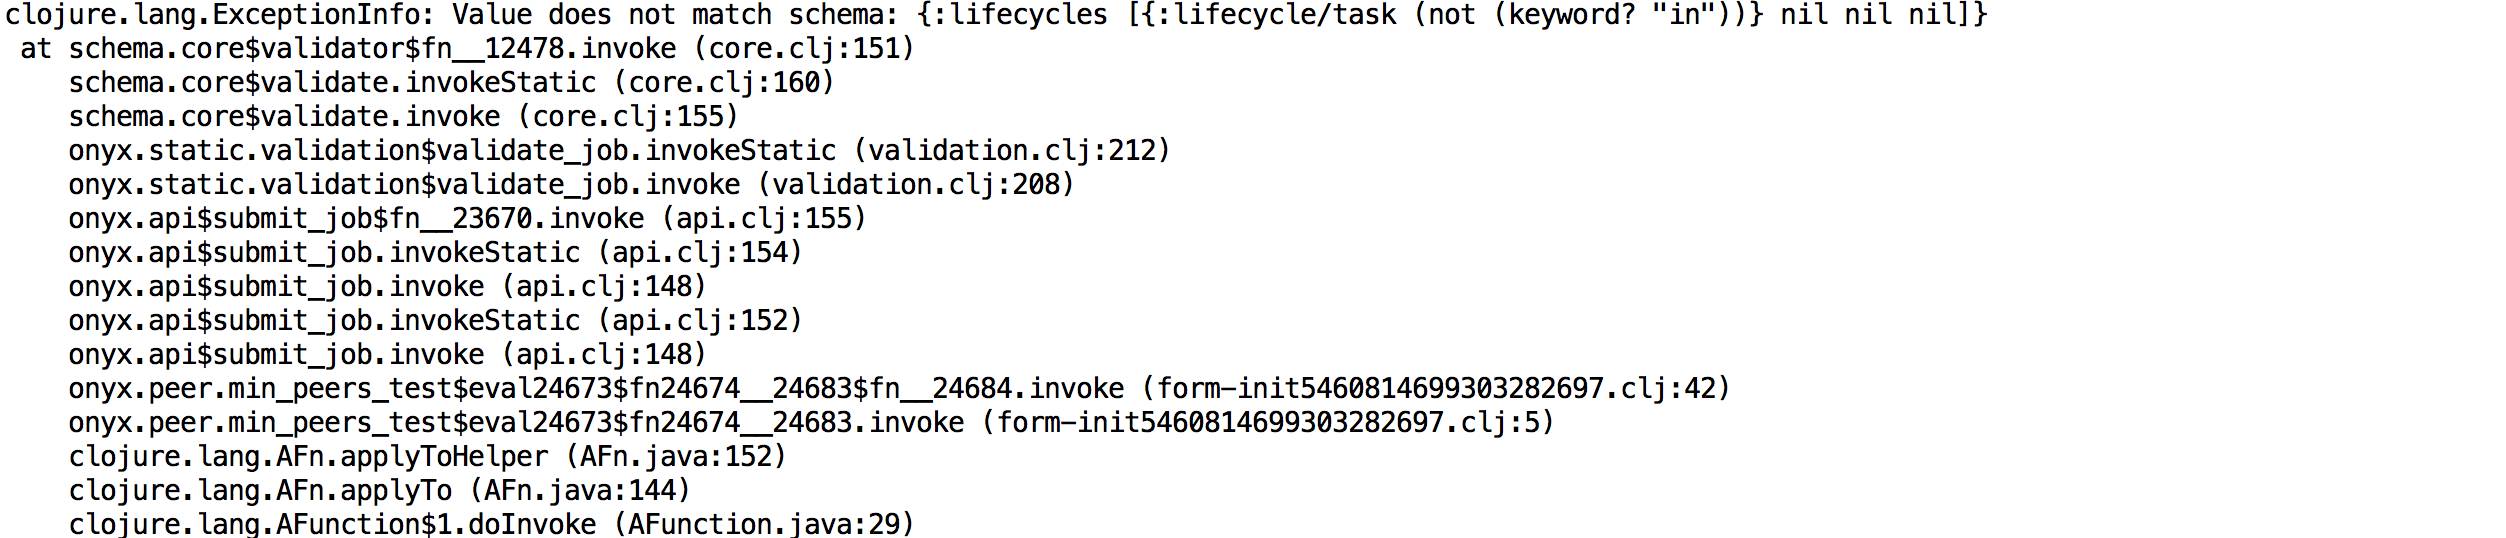 clojure.lang.ExceptionInfo: Value does not match schema: {:lifecycles [{:lifecycle/task (not (keyword? "in"))} nil nil nil]}
at schema.core$validator$fn__12478.invoke (core.clj:151)
schema.core$validate.invokeStatic (core.clj:160)
schema.core$validate.invoke (core.clj:155)
onyx.static.validation$validate_job.invokeStatic (validation.clj:212)
onyx.static.validation$validate_job.invoke (validation.clj:208)
onyx.api$submit_job$fn__23670.invoke (api.clj:155)
onyx.api$submit_job.invokeStatic (api.clj:154)
onyx.api$submit_job.invoke (api.clj:148)
onyx.api$submit_job.invokeStatic (api.clj:152)
onyx.api$submit_job.invoke (api.clj:148)
onyx.peer.min_peers_test$eval24673$fn24674__24683$fn__24684.invoke (form-init5460814699303282697.clj:42)
onyx.peer.min_peers_test$eval24673$fn24674__24683.invoke (form-init5460814699303282697.clj:5)
clojure.lang.AFn.applyToHelper (AFn.java:152)
clojure.lang.AFn.applyTo (AFn.java:144)
clojure.lang.AFunction$1.doInvoke (AFunction.java:29)